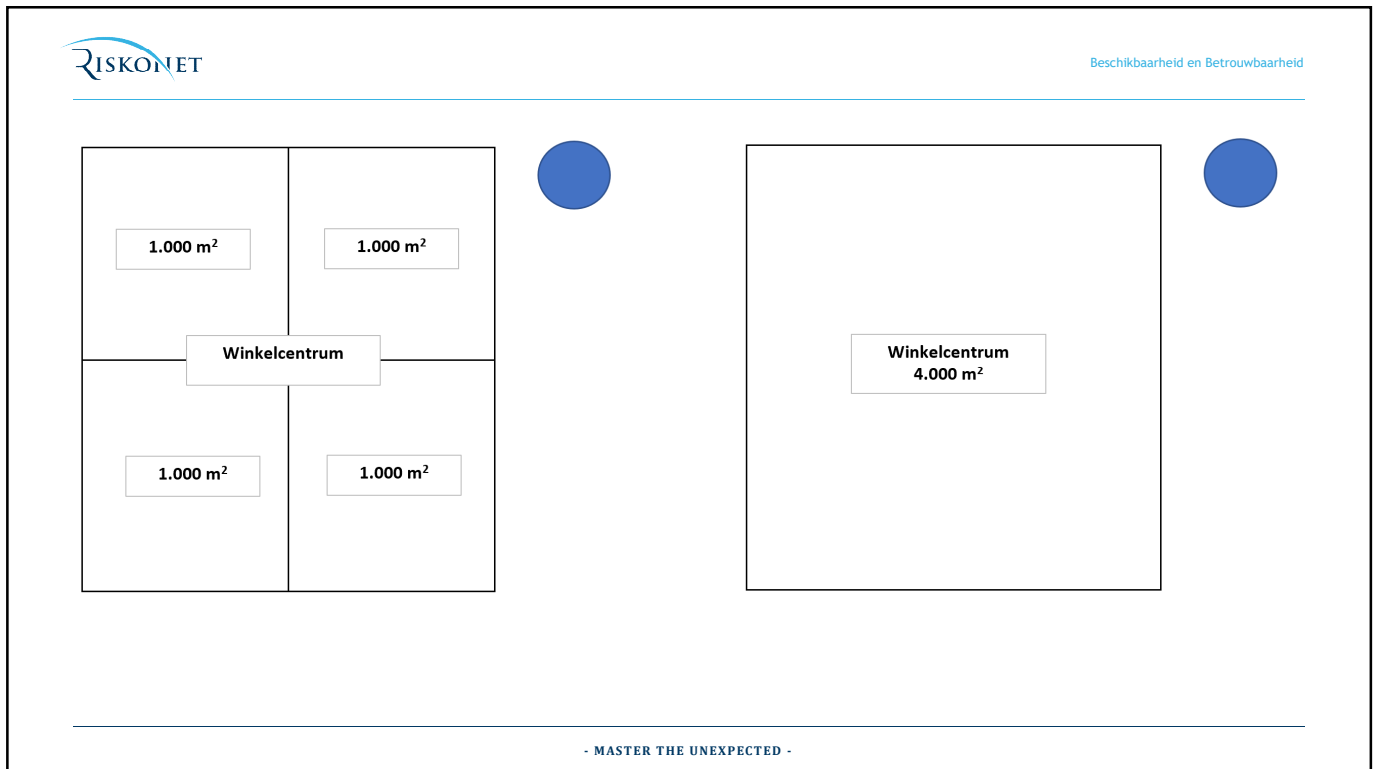 RISKONET
Beschikbaarheid en Betrouwbaarheid
1.000 m²
1.000 m²
Winkelcentrum
1.000 m²
1.000 m²
Winkelcentrum
4.000 m²
- MASTER THE UNEXPECTED -